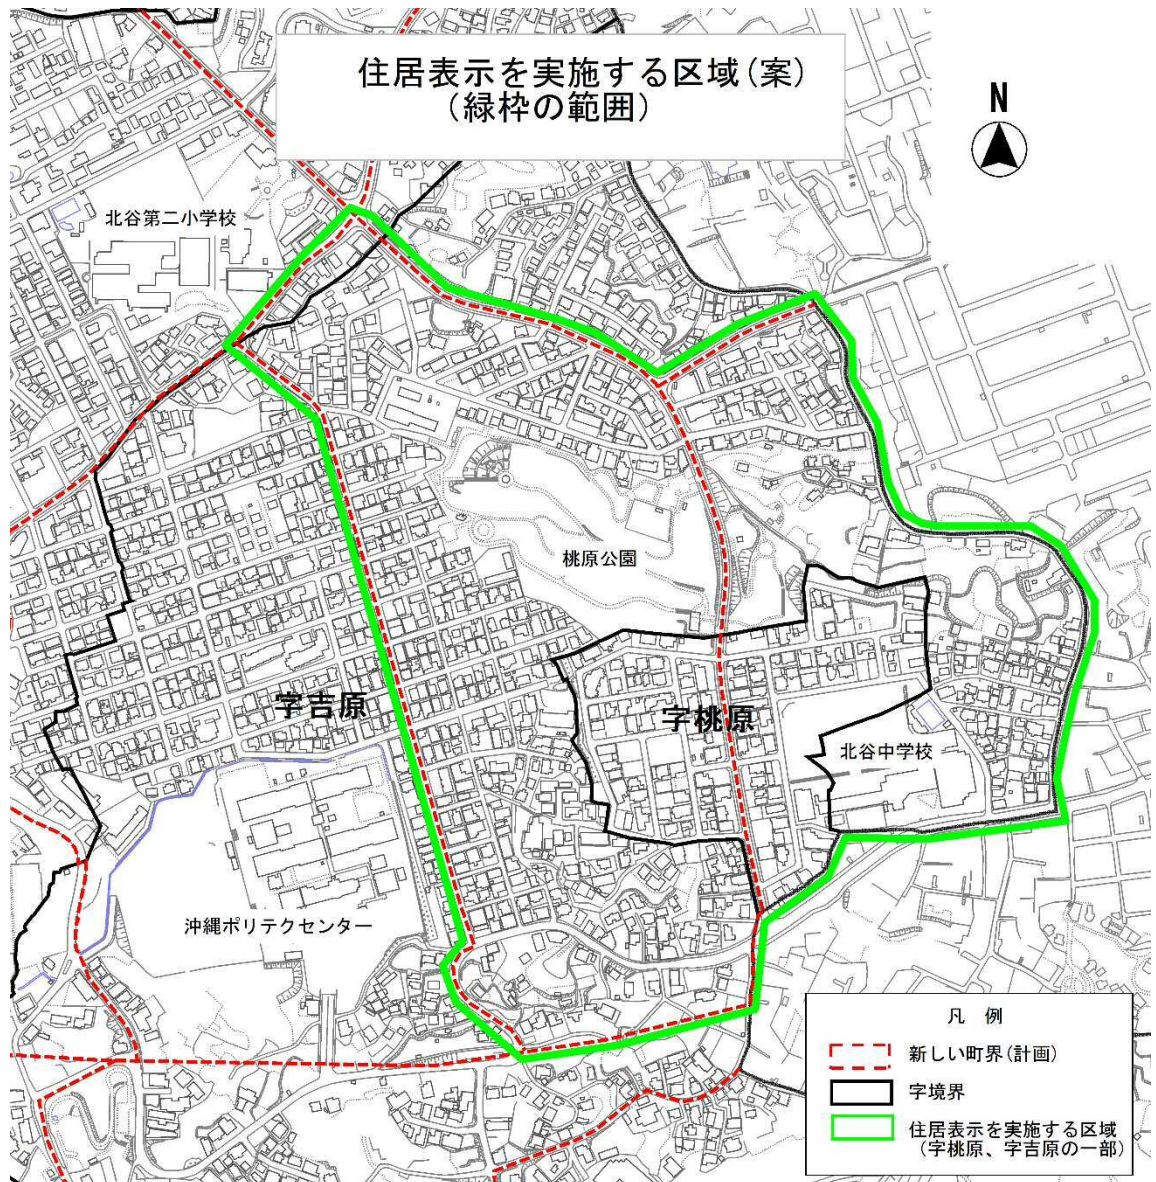 住居表示を実施する区域(案)
(緑枠の範囲)
N
北谷第二小学校
桃原公園
字吉原
字桃原
北谷中学校
沖縄ポリテクセンター
凡 例
新しい町界(計画)
字境界
住居表示を実施する区域
(字桃原、字吉原の一部)